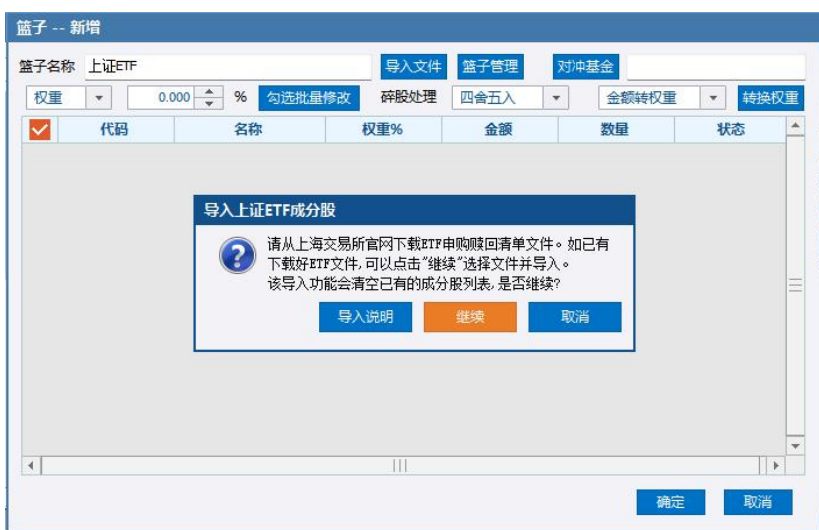 篮子 -- 新增
篮子名称 上证ETF 导入文件 篮子管理 对冲基金
权重 0.000 % 勾选批量修改 碎股处理 四舍五入 金额转权重 转换权重
代码 名称 权重% 金额 数量 状态
导入上证ETF成分股
请从上海交易所官网下载ETF申购赎回清单文件。如已有
下载好ETF文件,可以点击"继续"选择文件并导入。
该导入功能会清空已有的成分股列表,是否继续?
导入说明 继续 取消
确定 取消